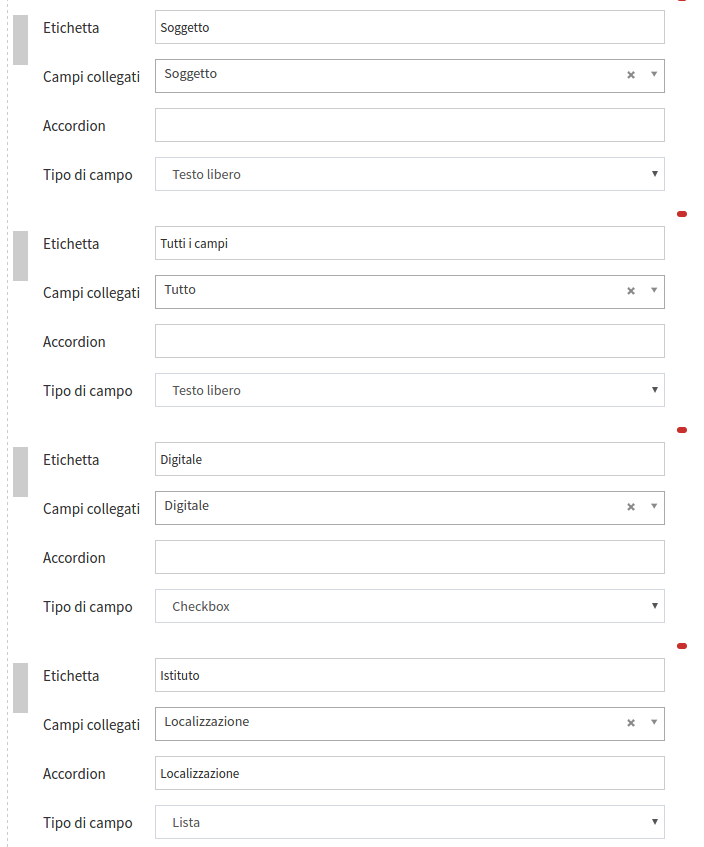 Etichetta Soggetto
Campi collegati Soggetto
Accordion
Tipo di campo Testo libero
Etichetta Tutti i campi
Campi collegati Tutto
Accordion
Tipo di campo Testo libero
Etichetta Digitale
Campi collegati Digitale
Accordion
Tipo di campo Checkbox
Etichetta Istituto
Campi collegati Localizzazione
Accordion Localizzazione
Tipo di campo Lista